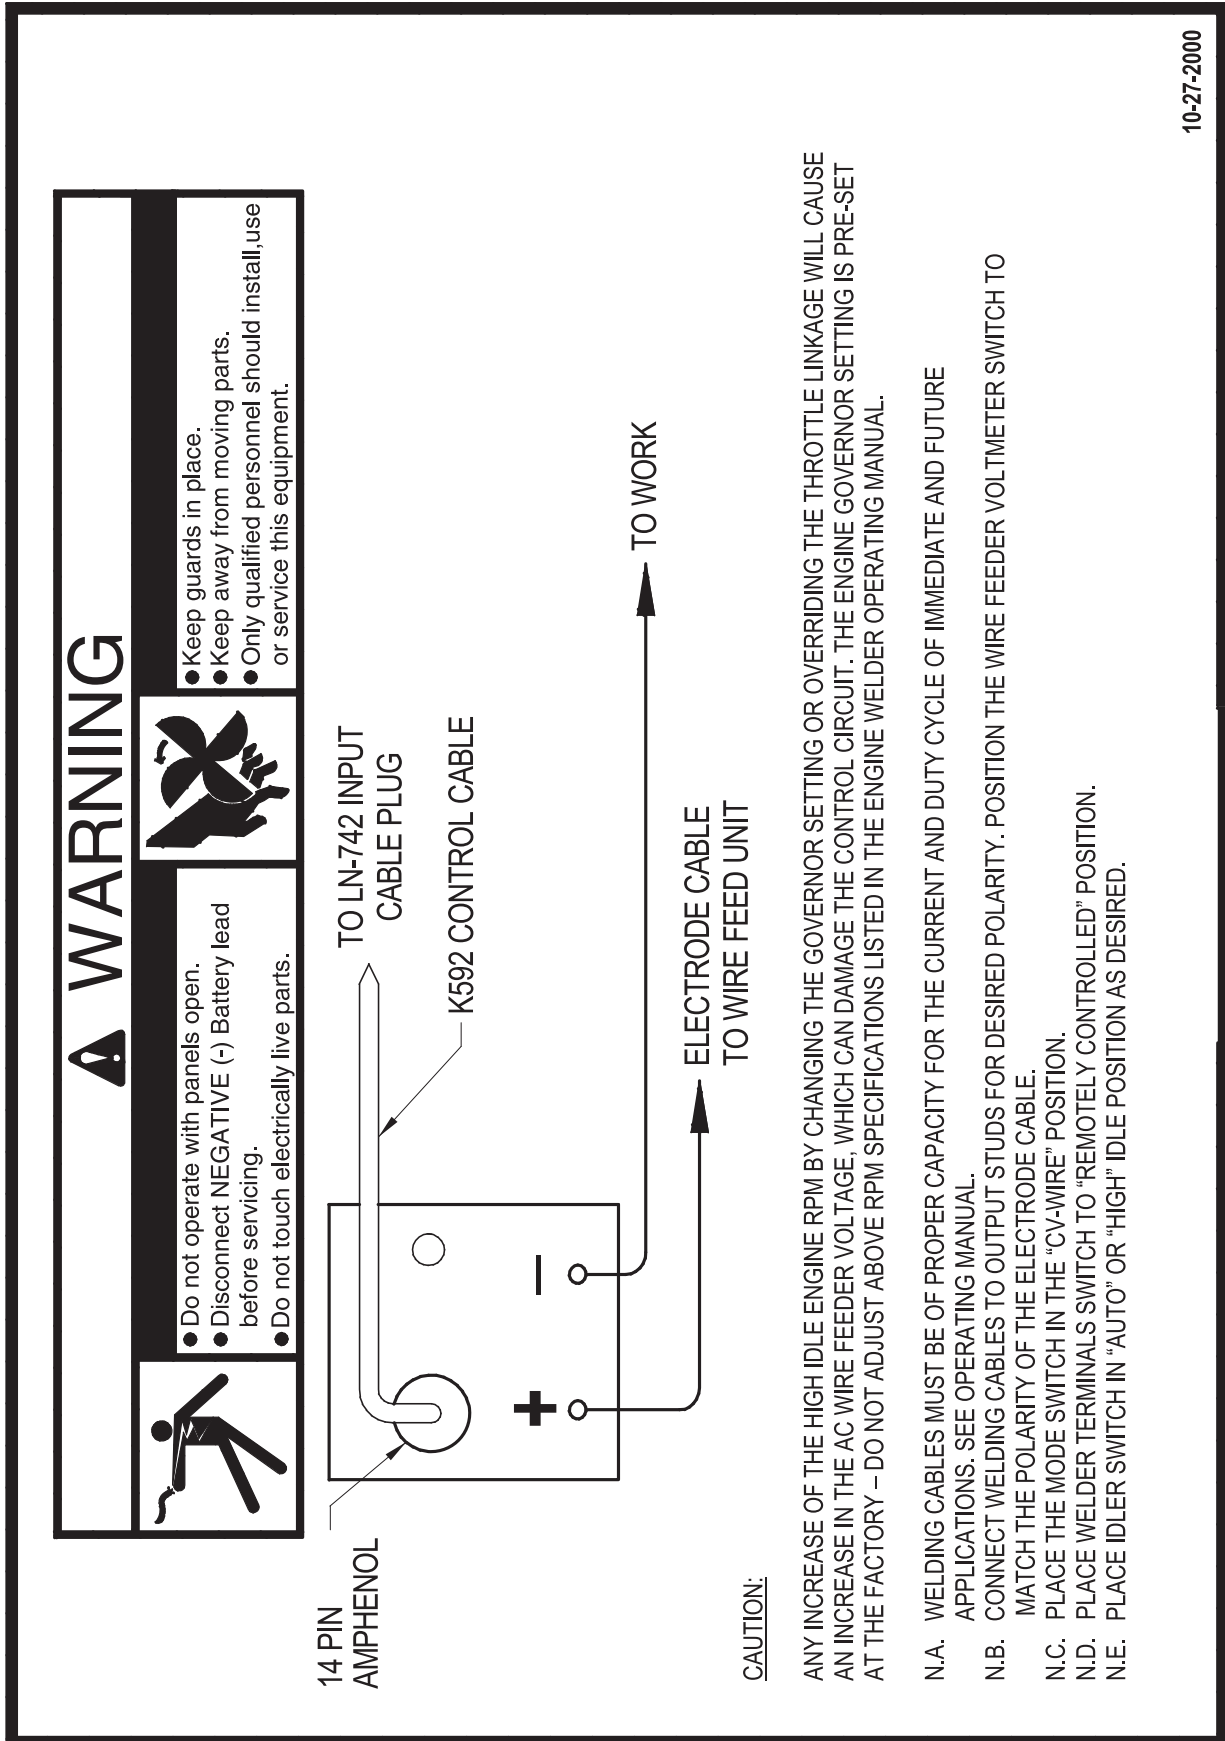 WARNING
● Do not operate with panels open.
● Disconnect NEGATIVE (-) Battery lead
before servicing.
● Do not touch electrically live parts.
● Keep guards in place.
● Keep away from moving parts.
● Only qualified personnel should install,use
or service this equipment.
14 PIN
AMPHENOL
TO LN-742 INPUT
CABLE PLUG
K592 CONTROL CABLE
+
–
ELECTRODE CABLE
TO WIRE FEED UNIT
TO WORK
CAUTION:
ANY INCREASE OF THE HIGH IDLE ENGINE RPM BY CHANGING THE GOVERNOR SETTING OR OVERRIDING THE THROTTLE LINKAGE WILL CAUSE
AN INCREASE IN THE AC WIRE FEEDER VOLTAGE, WHICH CAN DAMAGE THE CONTROL CIRCUIT. THE ENGINE GOVERNOR SETTING IS PRE-SET
AT THE FACTORY – DO NOT ADJUST ABOVE RPM SPECIFICATIONS LISTED IN THE ENGINE WELDER OPERATING MANUAL.
N.A. WELDING CABLES MUST BE OF PROPER CAPACITY FOR THE CURRENT AND DUTY CYCLE OF IMMEDIATE AND FUTURE
APPLICATIONS. SEE OPERATING MANUAL.
N.B. CONNECT WELDING CABLES TO OUTPUT STUDS FOR DESIRED POLARITY. POSITION THE WIRE FEEDER VOLTMETER SWITCH TO
MATCH THE POLARITY OF THE ELECTRODE CABLE.
N.C. PLACE THE MODE SWITCH IN THE “CV-WIRE” POSITION.
N.D. PLACE WELDER TERMINALS SWITCH TO “REMOTELY CONTROLLED” POSITION.
N.E. PLACE IDLER SWITCH IN “AUTO” OR “HIGH” IDLE POSITION AS DESIRED.
10-27-2000